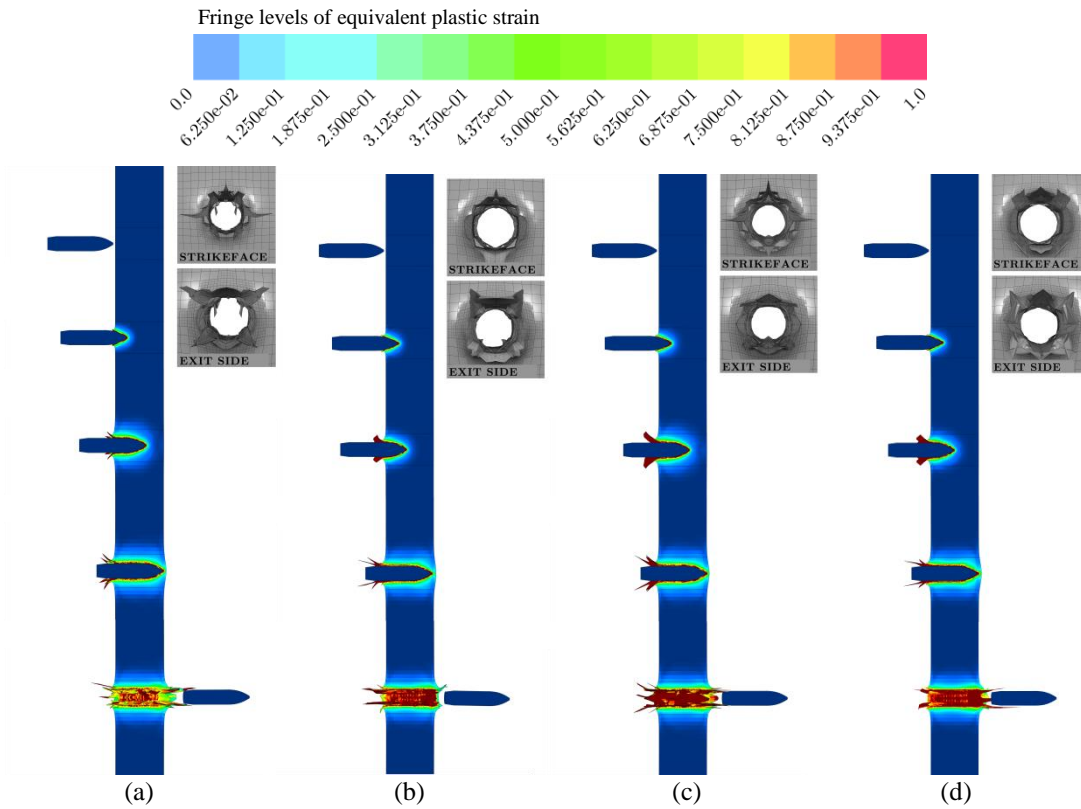 Fringe levels of equivalent plastic strain
0.0
6.250e-02
1.250e-01
1.875e-01
2.500e-01
3.125e-01
3.750e-01
4.375e-01
5.000e-01
5.625e-01
6.250e-01
6.875e-01
7.500e-01
8.125e-01
8.750e-01
9.375e-01
1.0
STRIKEFACE
EXIT SIDE
STRIKEFACE
EXIT SIDE
STRIKEFACE
EXIT SIDE
STRIKEFACE
EXIT SIDE
(a)
(b)
(c)
(d)